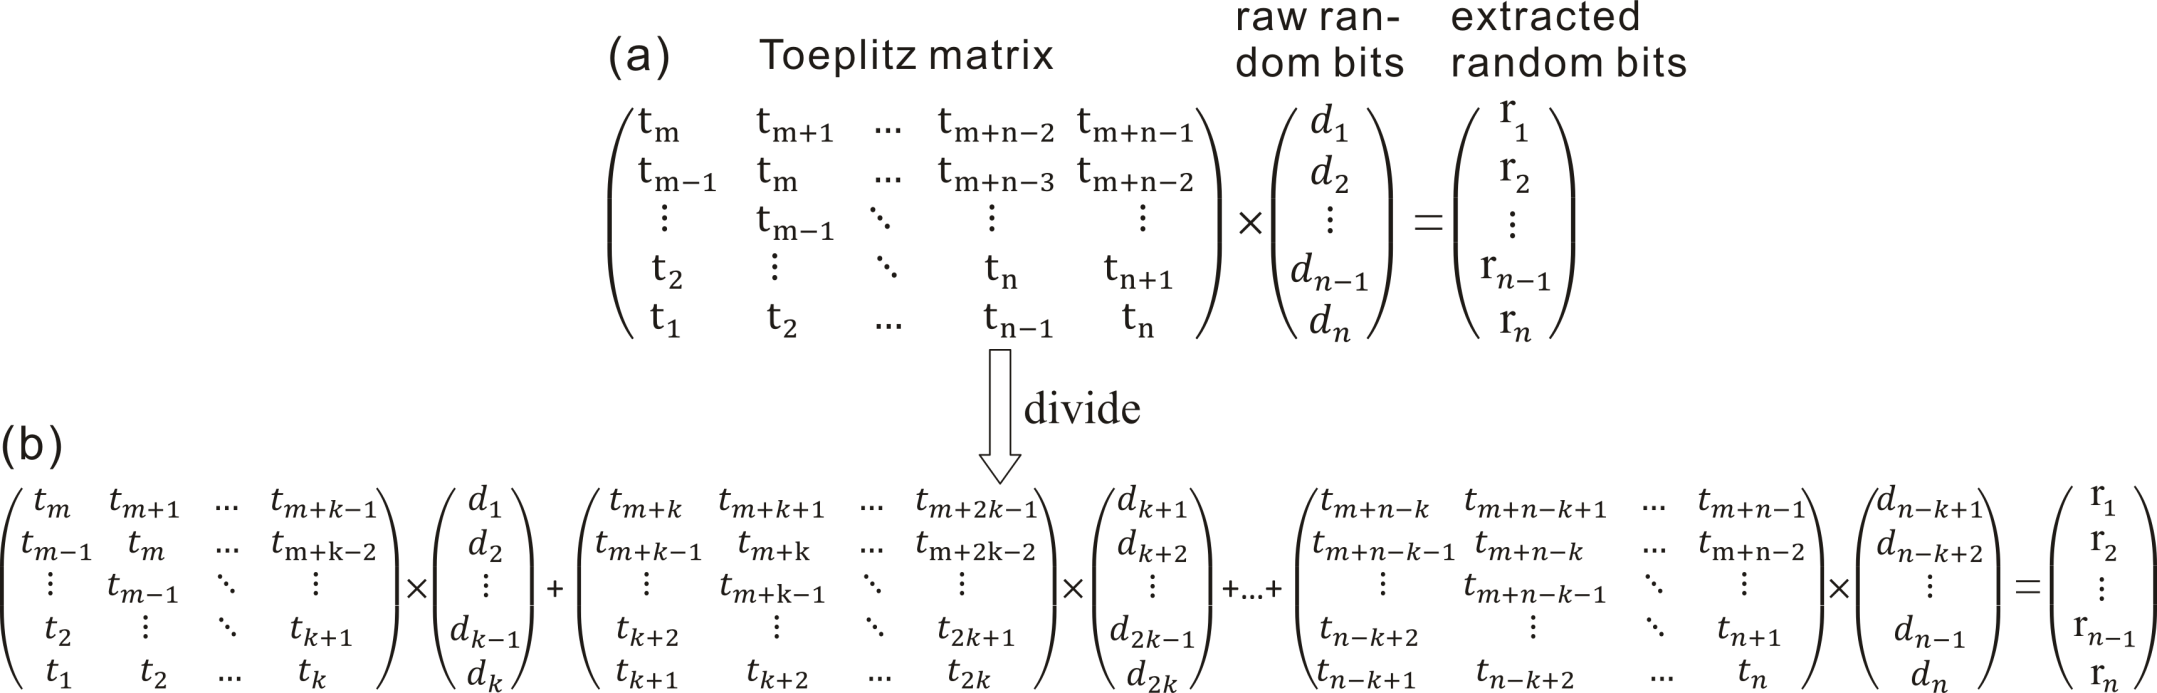 (a) Toeplitz matrix raw ran-dom bits extracted random bits
t_m t_{m+1} ... t_{m+n−2} t_{m+n−1} d_1 r_1
t_{m−1} t_m ... t_{m+n−3} t_{m+n−2} d_2 r_2
⋮ t_{m−1} ⋱ ⋮ ⋮ × ⋮ = ⋮
t_2 ⋮ ⋱ t_n t_{n+1} d_{n−1} r_{n−1}
t_1 t_2 ... t_{n−1} t_n d_n r_n
divide
(b)
t_m t_{m+1} ... t_{m+k−1} d_1 t_{m+k} t_{m+k+1} ... t_{m+2k−1} d_{k+1} t_{m+n−k} t_{m+n−k+1} ... t_{m+n−1} d_{n−k+1} r_1
t_{m−1} t_m ... t_{m+k−2} d_2 t_{m+k−1} t_{m+k} ... t_{m+2k−2} d_{k+2} t_{m+n−k−1} t_{m+n−k} ... t_{m+n−2} d_{n−k+2} r_2
⋮ t_{m−1} ⋱ ⋮ × ⋮ + ⋮ t_{m+k−1} ⋱ ⋮ × ⋮ +...+ ⋮ t_{m+n−k−1} ⋱ ⋮ × ⋮ = ⋮
t_2 ⋮ ⋱ t_{k+1} d_{k−1} t_{k+2} ⋮ ⋱ t_{2k+1} d_{2k−1} t_{n−k+2} ⋮ ⋱ t_{n+1} d_{n−1} r_{n−1}
t_1 t_2 ... t_k d_k t_{k+1} t_{k+2} ... t_{2k} d_{2k} t_{n−k+1} t_{n−k+2} ... t_n d_n r_n